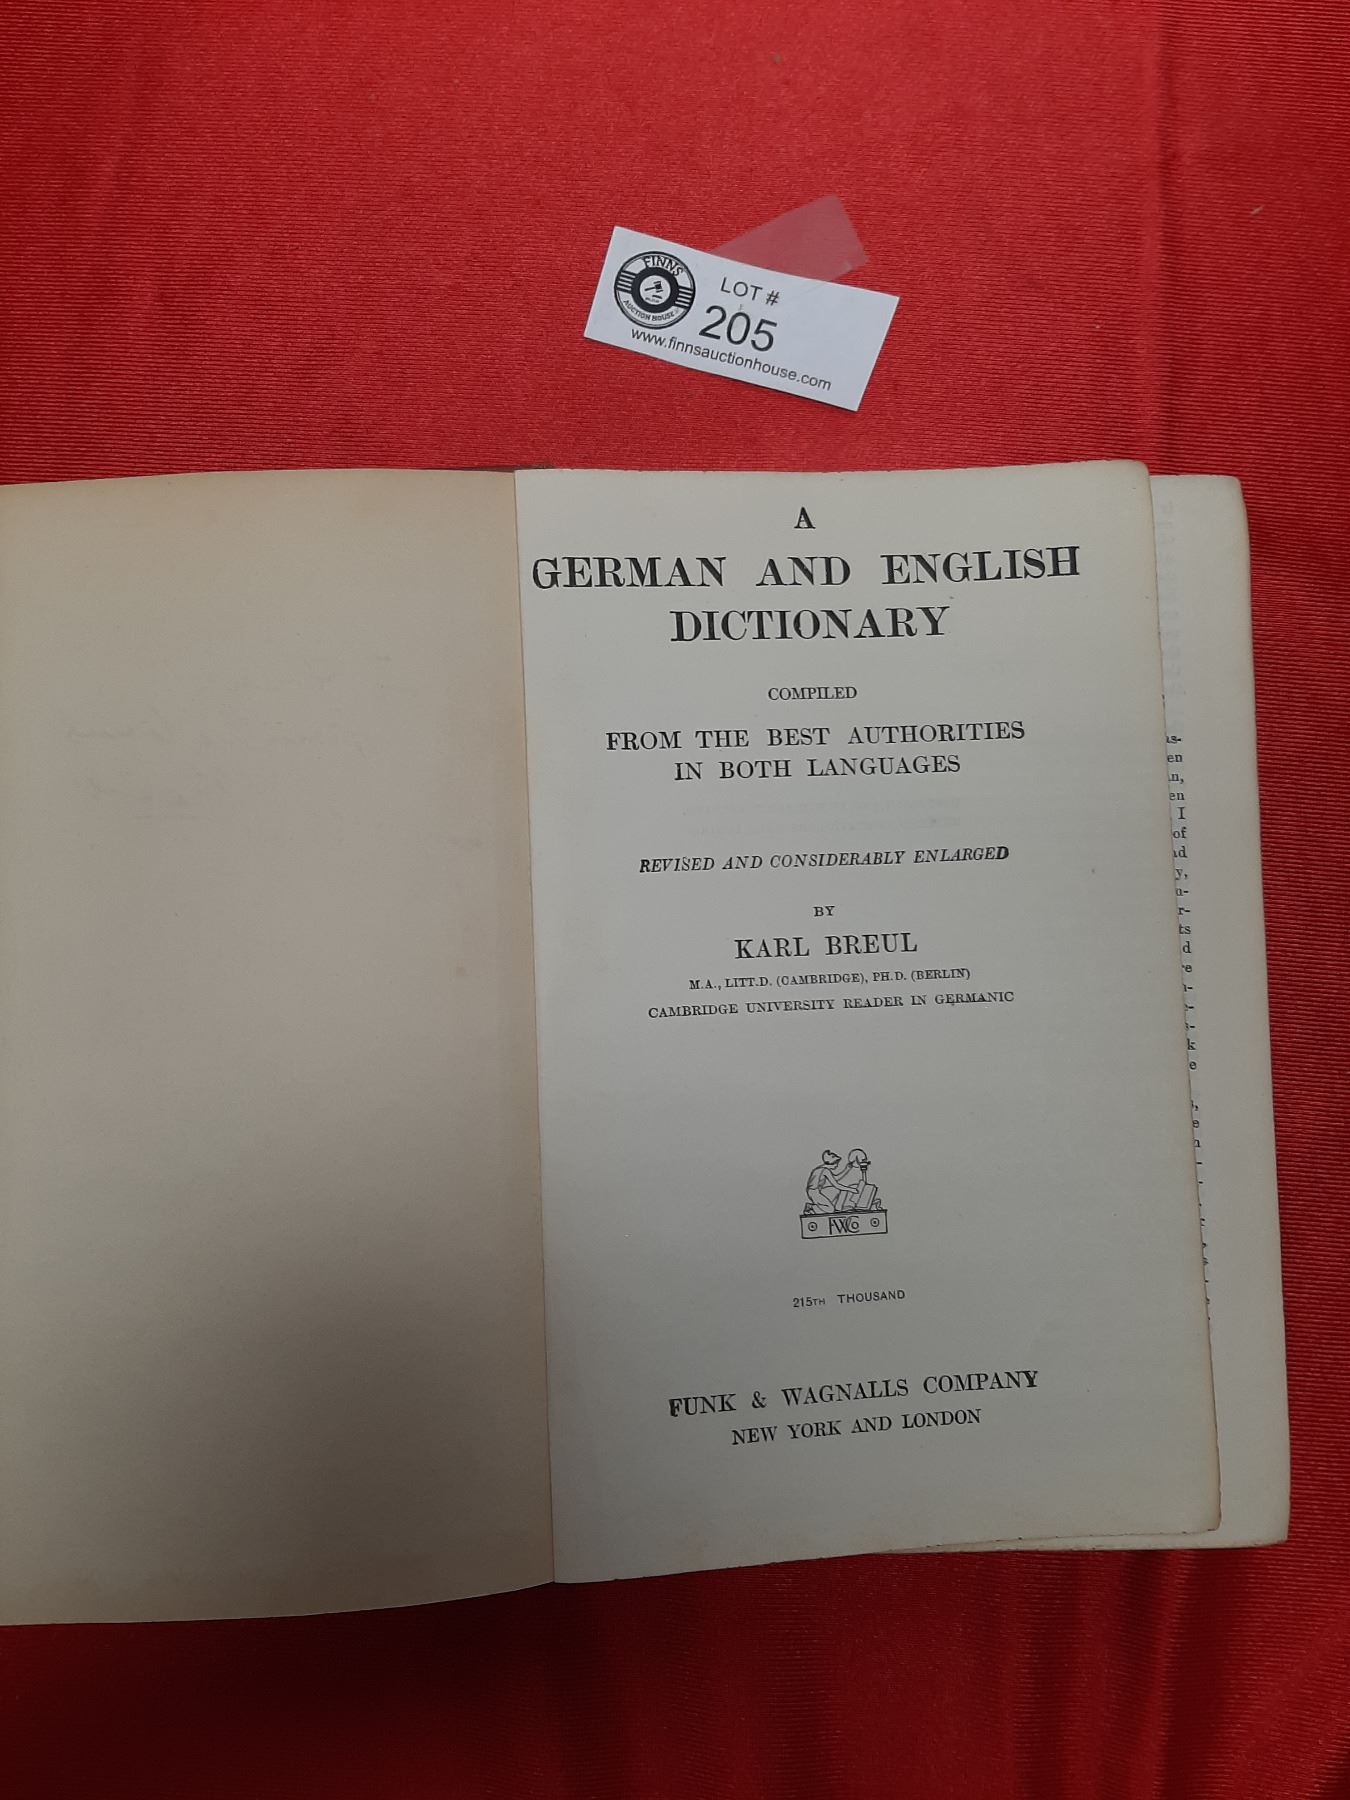 FINNS
AUCTION HOUSE
LOT #
205
www.finnsauctionhouse.com
A
GERMAN AND ENGLISH
DICTIONARY
COMPILED
FROM THE BEST AUTHORITIES
IN BOTH LANGUAGES
REVISED AND CONSIDERABLY ENLARGED
BY
KARL BREUL
M.A., LITT.D. (CAMBRIDGE), PH.D. (BERLIN)
CAMBRIDGE UNIVERSITY READER IN GERMANIC
215TH THOUSAND
FUNK & WAGNALLS COMPANY
NEW YORK AND LONDON